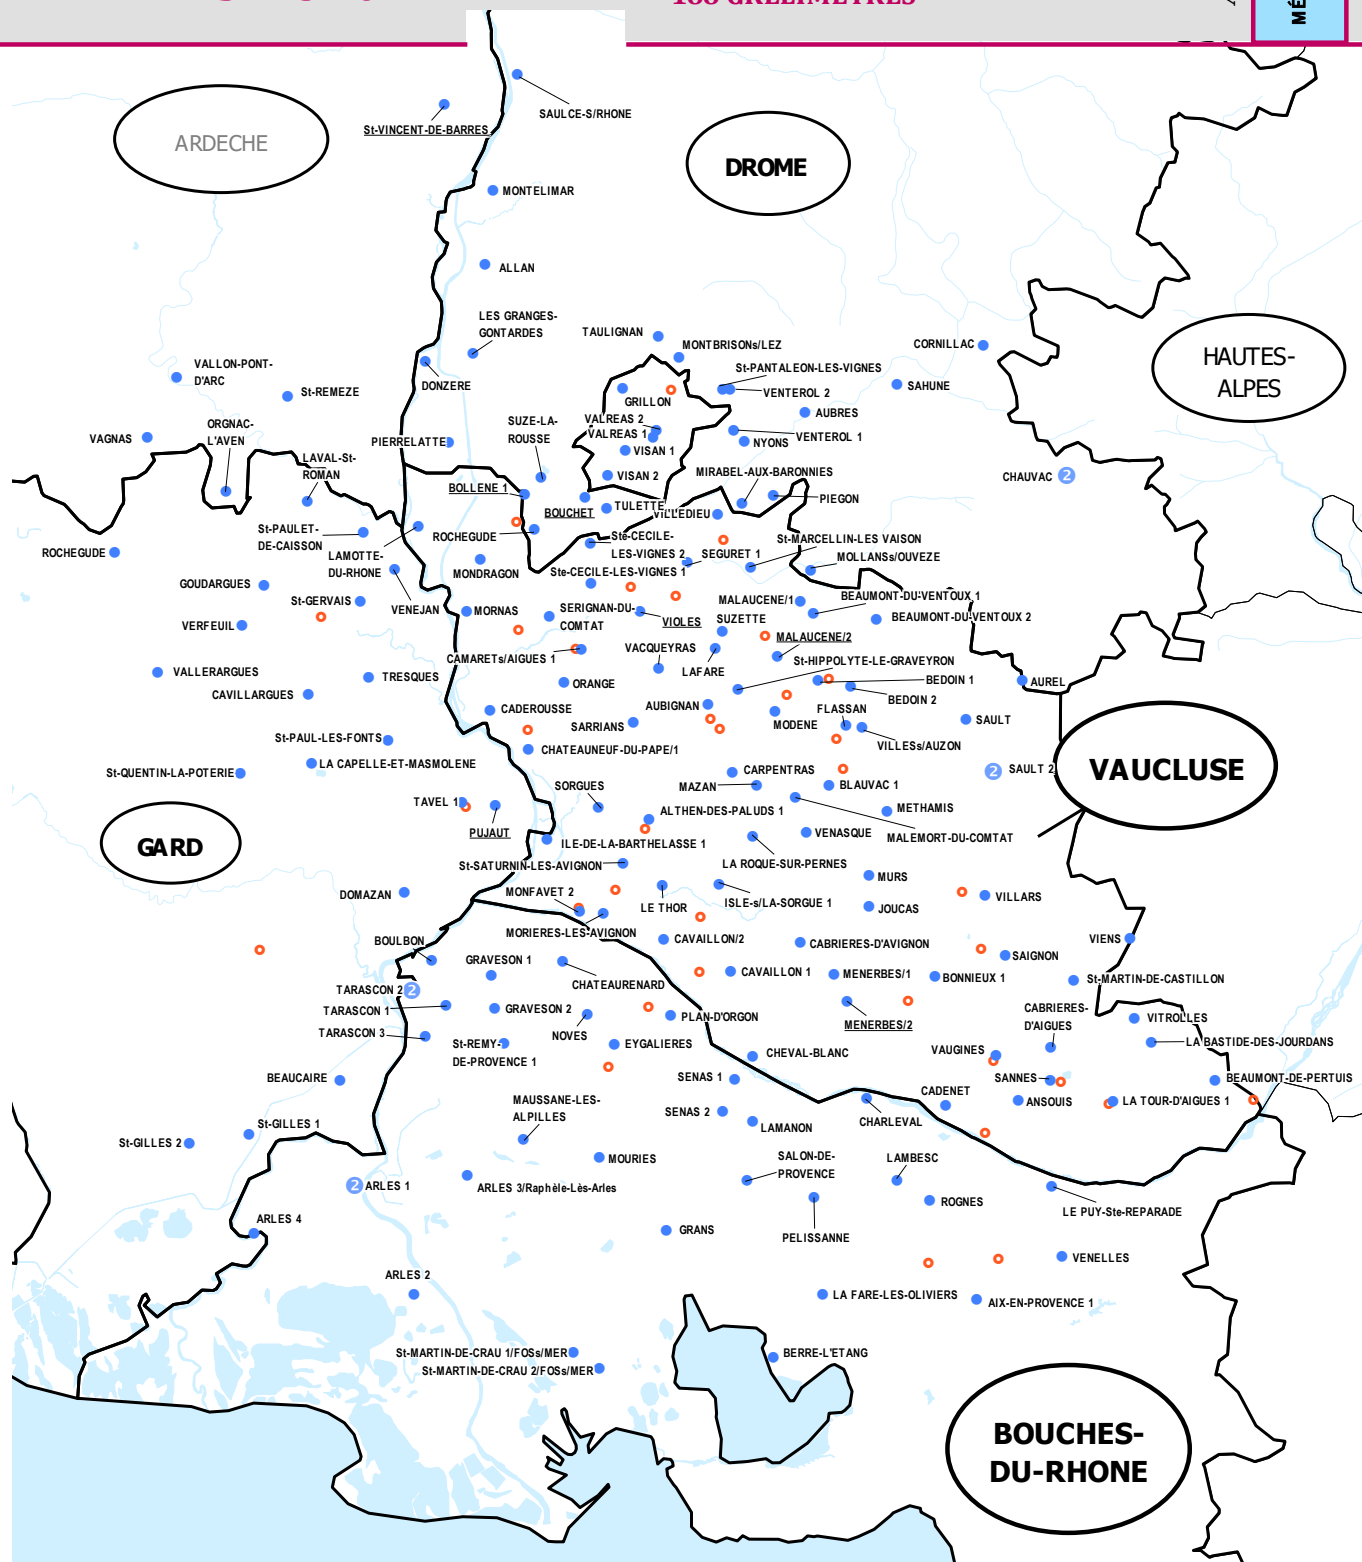 188 GRELIMETRES
MÉ
SAULCE-S/RHONE
St-VINCENT-DE-BARRES
ARDECHE
DROME
MONTELIMAR
ALLAN
LES GRANGES-
GONTARDES
TAULIGNAN
MONTBRISONs/LEZ
CORNILLAC
HAUTES-
ALPES
VALLON-PONT-
D'ARC
St-REMEZE
DONZERE
St-PANTALEON-LES-VIGNES
VENTEROL 2
SAHUNE
GRILLON
AUBRES
ORGNAC-
L'AVEN
SUZE-LA-
ROUSSE
VALREAS 2
VALREAS 1
VAGNAS
PIERRELATTE
VENTEROL 1
NYONS
VISAN 1
LAVAL-St-
ROMAN
VISAN 2
MIRABEL-AUX-BARONNIES
CHAUVAC 2
BOLLENE 1
PIEGON
BOUCHET
TULETTE
VILLEDIEU
St-PAULET-
DE-CAISSON
ROCHEGUDE
Ste-CECILE-
LES-VIGNES 2
St-MARCELLIN-LES VAISON
ROCHEGUDE
LAMOTTE-
DU-RHONE
SEGURET 1
MOLLANSs/OUVEZE
MONDRAGON
Ste-CECILE-LES-VIGNES 1
GOUDARGUES
St-GERVAIS
VENEJAN
MORNAS
SERIGNAN-DU-
COMTAT
VIOLES
MALAUCENE/1
BEAUMONT-DU-VENTOUX 1
BEAUMONT-DU-VENTOUX 2
SUZETTE
VERFEUIL
MALAUCENE/2
CAMARETs/AIGUES 1
VACQUEYRAS
LAFARE
St-HIPPOLYTE-LE-GRAVEYRON
VALLERARGUES
TRESQUES
ORANGE
BEDOIN 1
AUREL
CAVILLARGUES
BEDOIN 2
CADEROUSSE
AUBIGNAN
FLASSAN
SARRIANS
MODENE
SAULT
St-PAUL-LES-FONTS
CHATEAUNEUF-DU-PAPE/1
VILLESs/AUZON
La CAPELLE-ET-MASMOLENE
St-QUENTIN-LA-POTERIE
CARPENTRAS
2 SAULT 2
VAUCLUSE
MAZAN
BLAUVAC 1
SORGUES
TAVEL 1
PUJAUT
ALTHEN-DES-PALUDS 1
METHAMIS
GARD
ILE-DE-LA-BARTHELASSE 1
VENASQUE
MALEMORT-DU-COMTAT
St-SATURNIN-LES-AVIGNON
LA ROQUE-SUR-PERNES
MURS
DOMAZAN
MONFAVET 2
LE THOR
ISLE-s/LA-SORGUE 1
JOUCAS
VILLARS
MORIERES-LES-AVIGNON
BOULBON
CAVAILLON/2
CABRIERES-D'AVIGNON
VIENS
SAIGNON
GRAVESON 1
CHATEAURENARD
CAVAILLON 1
MENERBES/1
BONNIEUX 1
St-MARTIN-DE-CASTILLON
TARASCON 2 2
TARASCON 1
GRAVESON 2
NOVES
PLAN-D'ORGON
MENERBES/2
CABRIERES-
D'AIGUES
VITROLLES
TARASCON 3
St-REMY-
DE-PROVENCE 1
EYGALIERES
CHEVAL-BLANC
VAUGINES
LA BASTIDE-DES-JOURDANS
BEAUCAIRE
SENAS 1
SANNES
BEAUMONT-DE-PERTUIS
MAUSSANE-LES-
ALPILLES
CADENET
ANSOUIS
LA TOUR-D'AIGUES 1
SENAS 2
LAMANON
CHARLEVAL
St-GILLES 1
St-GILLES 2
MOURIES
SALON-DE-
PROVENCE
LAMBESC
2 ARLES 1
ARLES 3/Raphèle-Lès-Arles
ROGNES
LE PUY-Ste-REPARADE
ARLES 4
GRANS
PELISSANNE
VENELLES
ARLES 2
LA FARE-LES-OLIVIERS
AIX-EN-PROVENCE 1
St-MARTIN-DE-CRAU 1/FOSs/MER
BERRE-L'ETANG
St-MARTIN-DE-CRAU 2/FOSs/MER
BOUCHES-
DU-RHONE